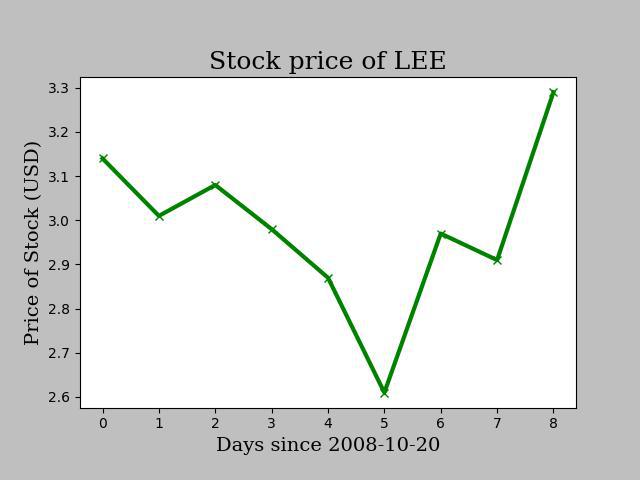 Stock price of LEE
Price of Stock (USD)
3.3
3.2
3.1
3.0
2.9
2.8
2.7
2.6
0 1 2 3 4 5 6 7 8
Days since 2008-10-20